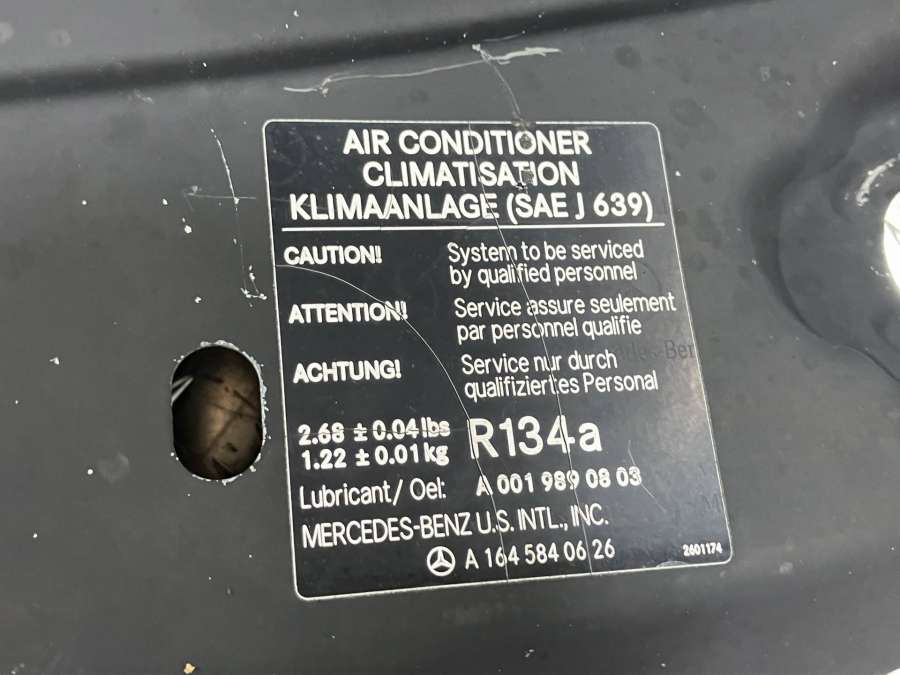 AIR CONDITIONER
CLIMATISATION
KLIMAANLAGE (SAE J 639)
CAUTION! System to be serviced
by qualified personnel
ATTENTION! Service assure seulement
par personnel qualifie
ACHTUNG! Service nur durch
qualifiziertes Personal
2.68 ± 0.04 lbs
1.22 ± 0.01 kg
R134a
Lubricant/ Oel: A 001 989 08 03
MERCEDES-BENZ U.S. INTL., INC.
A 164 584 06 26
2601174